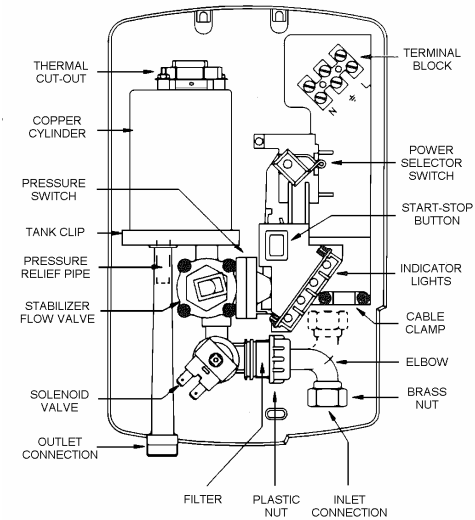 THERMAL
CUT-OUT
COPPER
CYLINDER
PRESSURE
SWITCH
TANK CLIP
PRESSURE
RELIEF PIPE
STABILIZER
FLOW VALVE
SOLENOID
VALVE
OUTLET
CONNECTION
TERMINAL
BLOCK
L
N
POWER
SELECTOR
SWITCH
START-STOP
BUTTON
INDICATOR
LIGHTS
CABLE
CLAMP
ELBOW
BRASS
NUT
FILTER
PLASTIC
NUT
INLET
CONNECTION